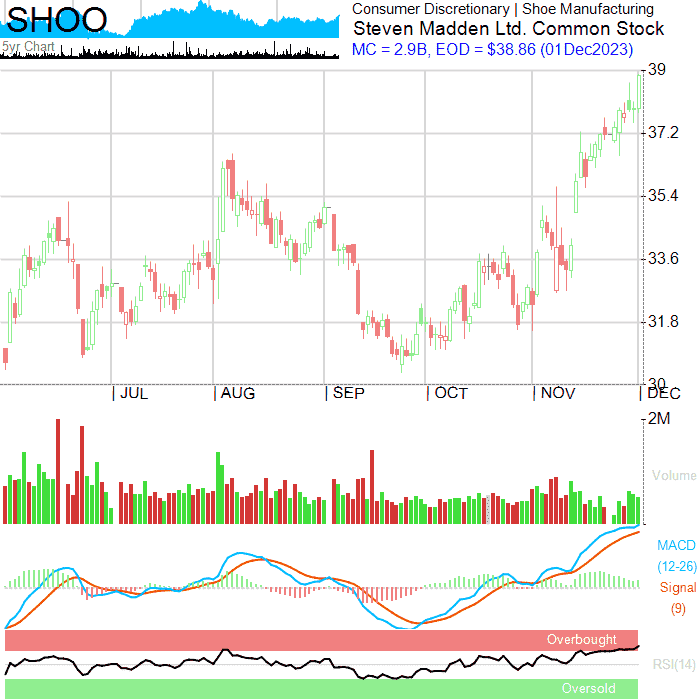 SHOO
5yr Chart
Consumer Discretionary | Shoe Manufacturing
Steven Madden Ltd. Common Stock
MC = 2.9B, EOD = $38.86 (01Dec2023)
39
37.2
35.4
33.6
31.8
30
JUL
AUG
SEP
OCT
NOV
DEC
2M
Volume
MACD
(12-26)
Signal
(9)
Overbought
RSI(14)
Oversold